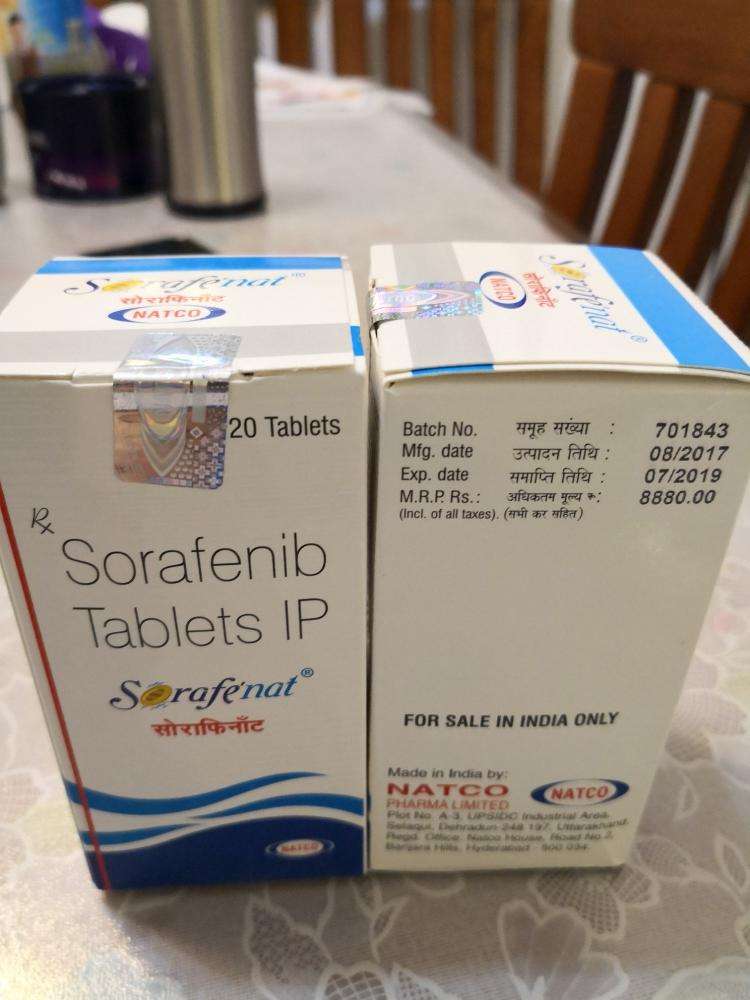 Sorafenat™
सोराफिनॉट
NATCO
20 Tablets
Rx
Sorafenib
Tablets IP
Sorafenat®
सोराफिनॉट
NATCO
Sorafenat®
सोराफिनॉट
NATCO
Batch No. समूह सख्या : 701843
Mfg. date उत्पादन तिथि : 08/2017
Exp. date समाप्ति तिथि : 07/2019
M.R.P. Rs.: अधिकतम मूल्य रू: 8880.00
(Incl. of all taxes). (सभी कर सहित)
FOR SALE IN INDIA ONLY
Made in India by:
NATCO
PHARMA LIMITED
NATCO
Plot No. A-3, UPSIDC Industrial Area,
Selaqui, Dehradun-248 197, Uttarakhand.
Regd. Office: Natco House, Road No.2,
Banjara Hills, Hyderabad - 500 034.